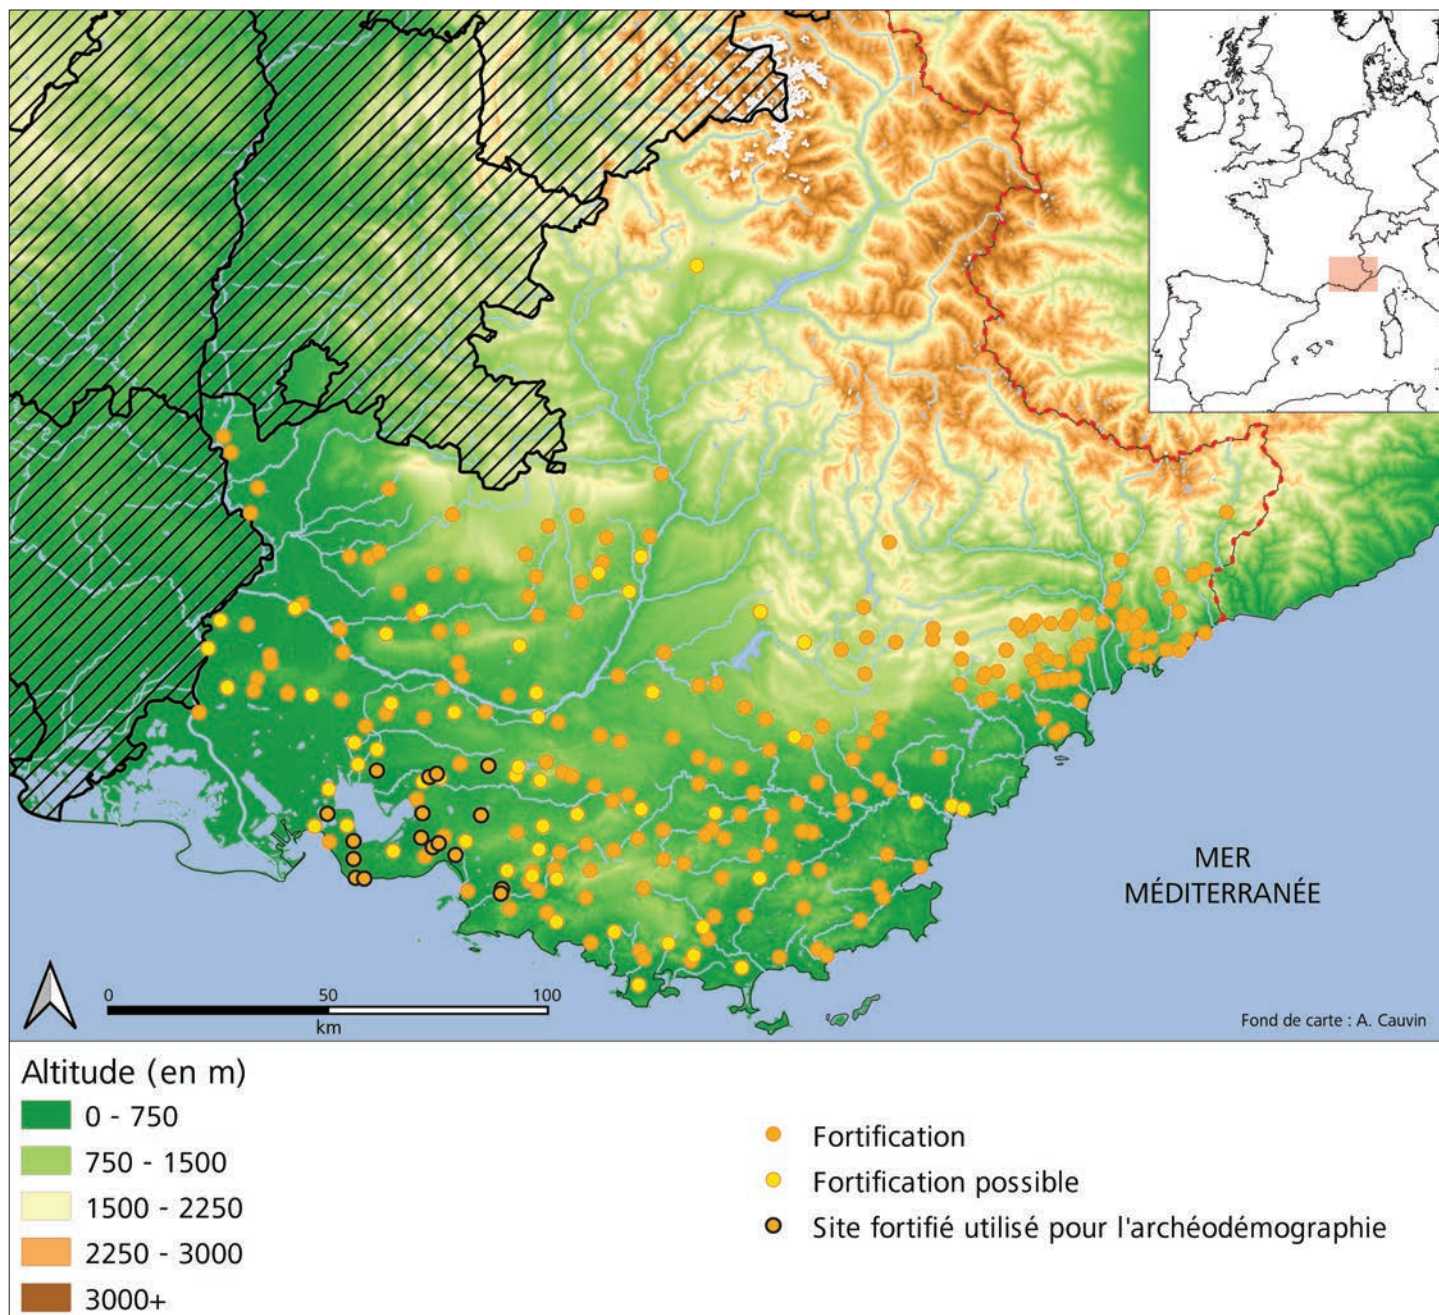 MER
MÉDITERRANÉE
0 50 100
km
Fond de carte : A. Cauvin
Altitude (en m)
0 - 750
750 - 1500
1500 - 2250
2250 - 3000
3000+
Fortification
Fortification possible
Site fortifié utilisé pour l'archéodémographie